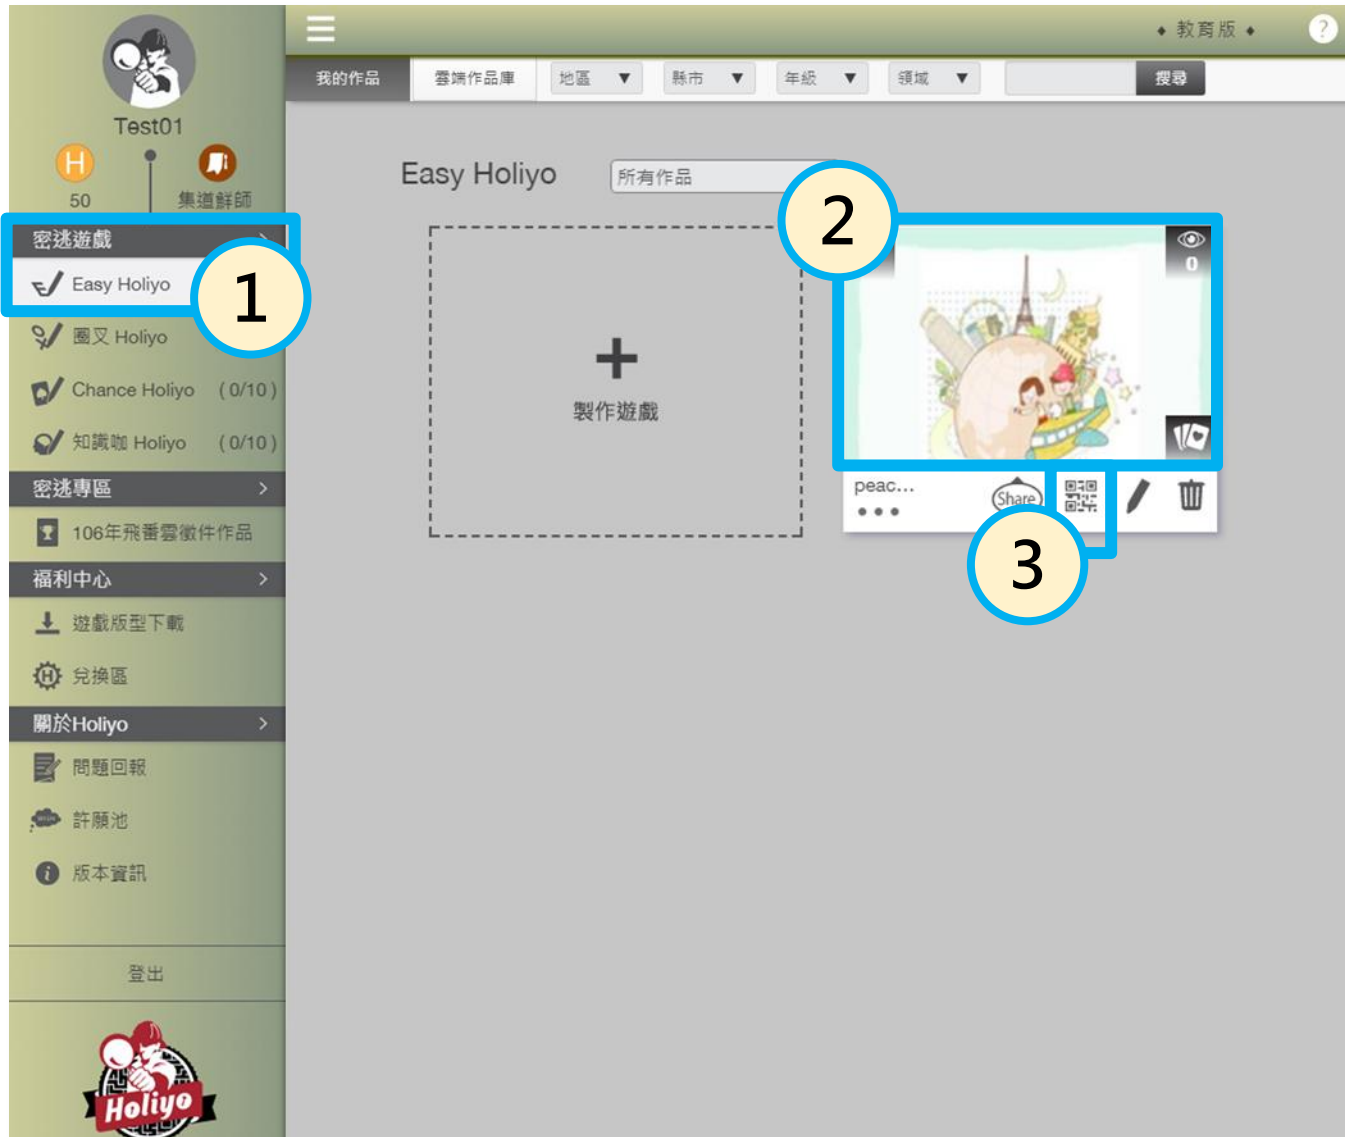 Test01
H
50
集道鮮師
密逃遊戲 >
Easy Holiyo
圈叉 Holiyo
Chance Holiyo (0/10)
知識咖 Holiyo (0/10)
密逃專區 >
106年飛番雲徵件作品
福利中心 >
遊戲版型下載
兌換區
關於Holiyo >
問題回報
許願池
版本資訊
登出
Holiyo
◆ 教育版 ◆ ?
我的作品 雲端作品庫 地區 ▼ 縣市 ▼ 年級 ▼ 領域 ▼ 搜尋
Easy Holiyo 所有作品
+
製作遊戲
0
peac...
Share
1
2
3